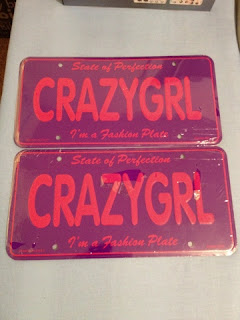 State of Perfection
CRAZYGRL
I'm a Fashion Plate
State of Perfection
CRAZYGRL
I'm a Fashion Plate